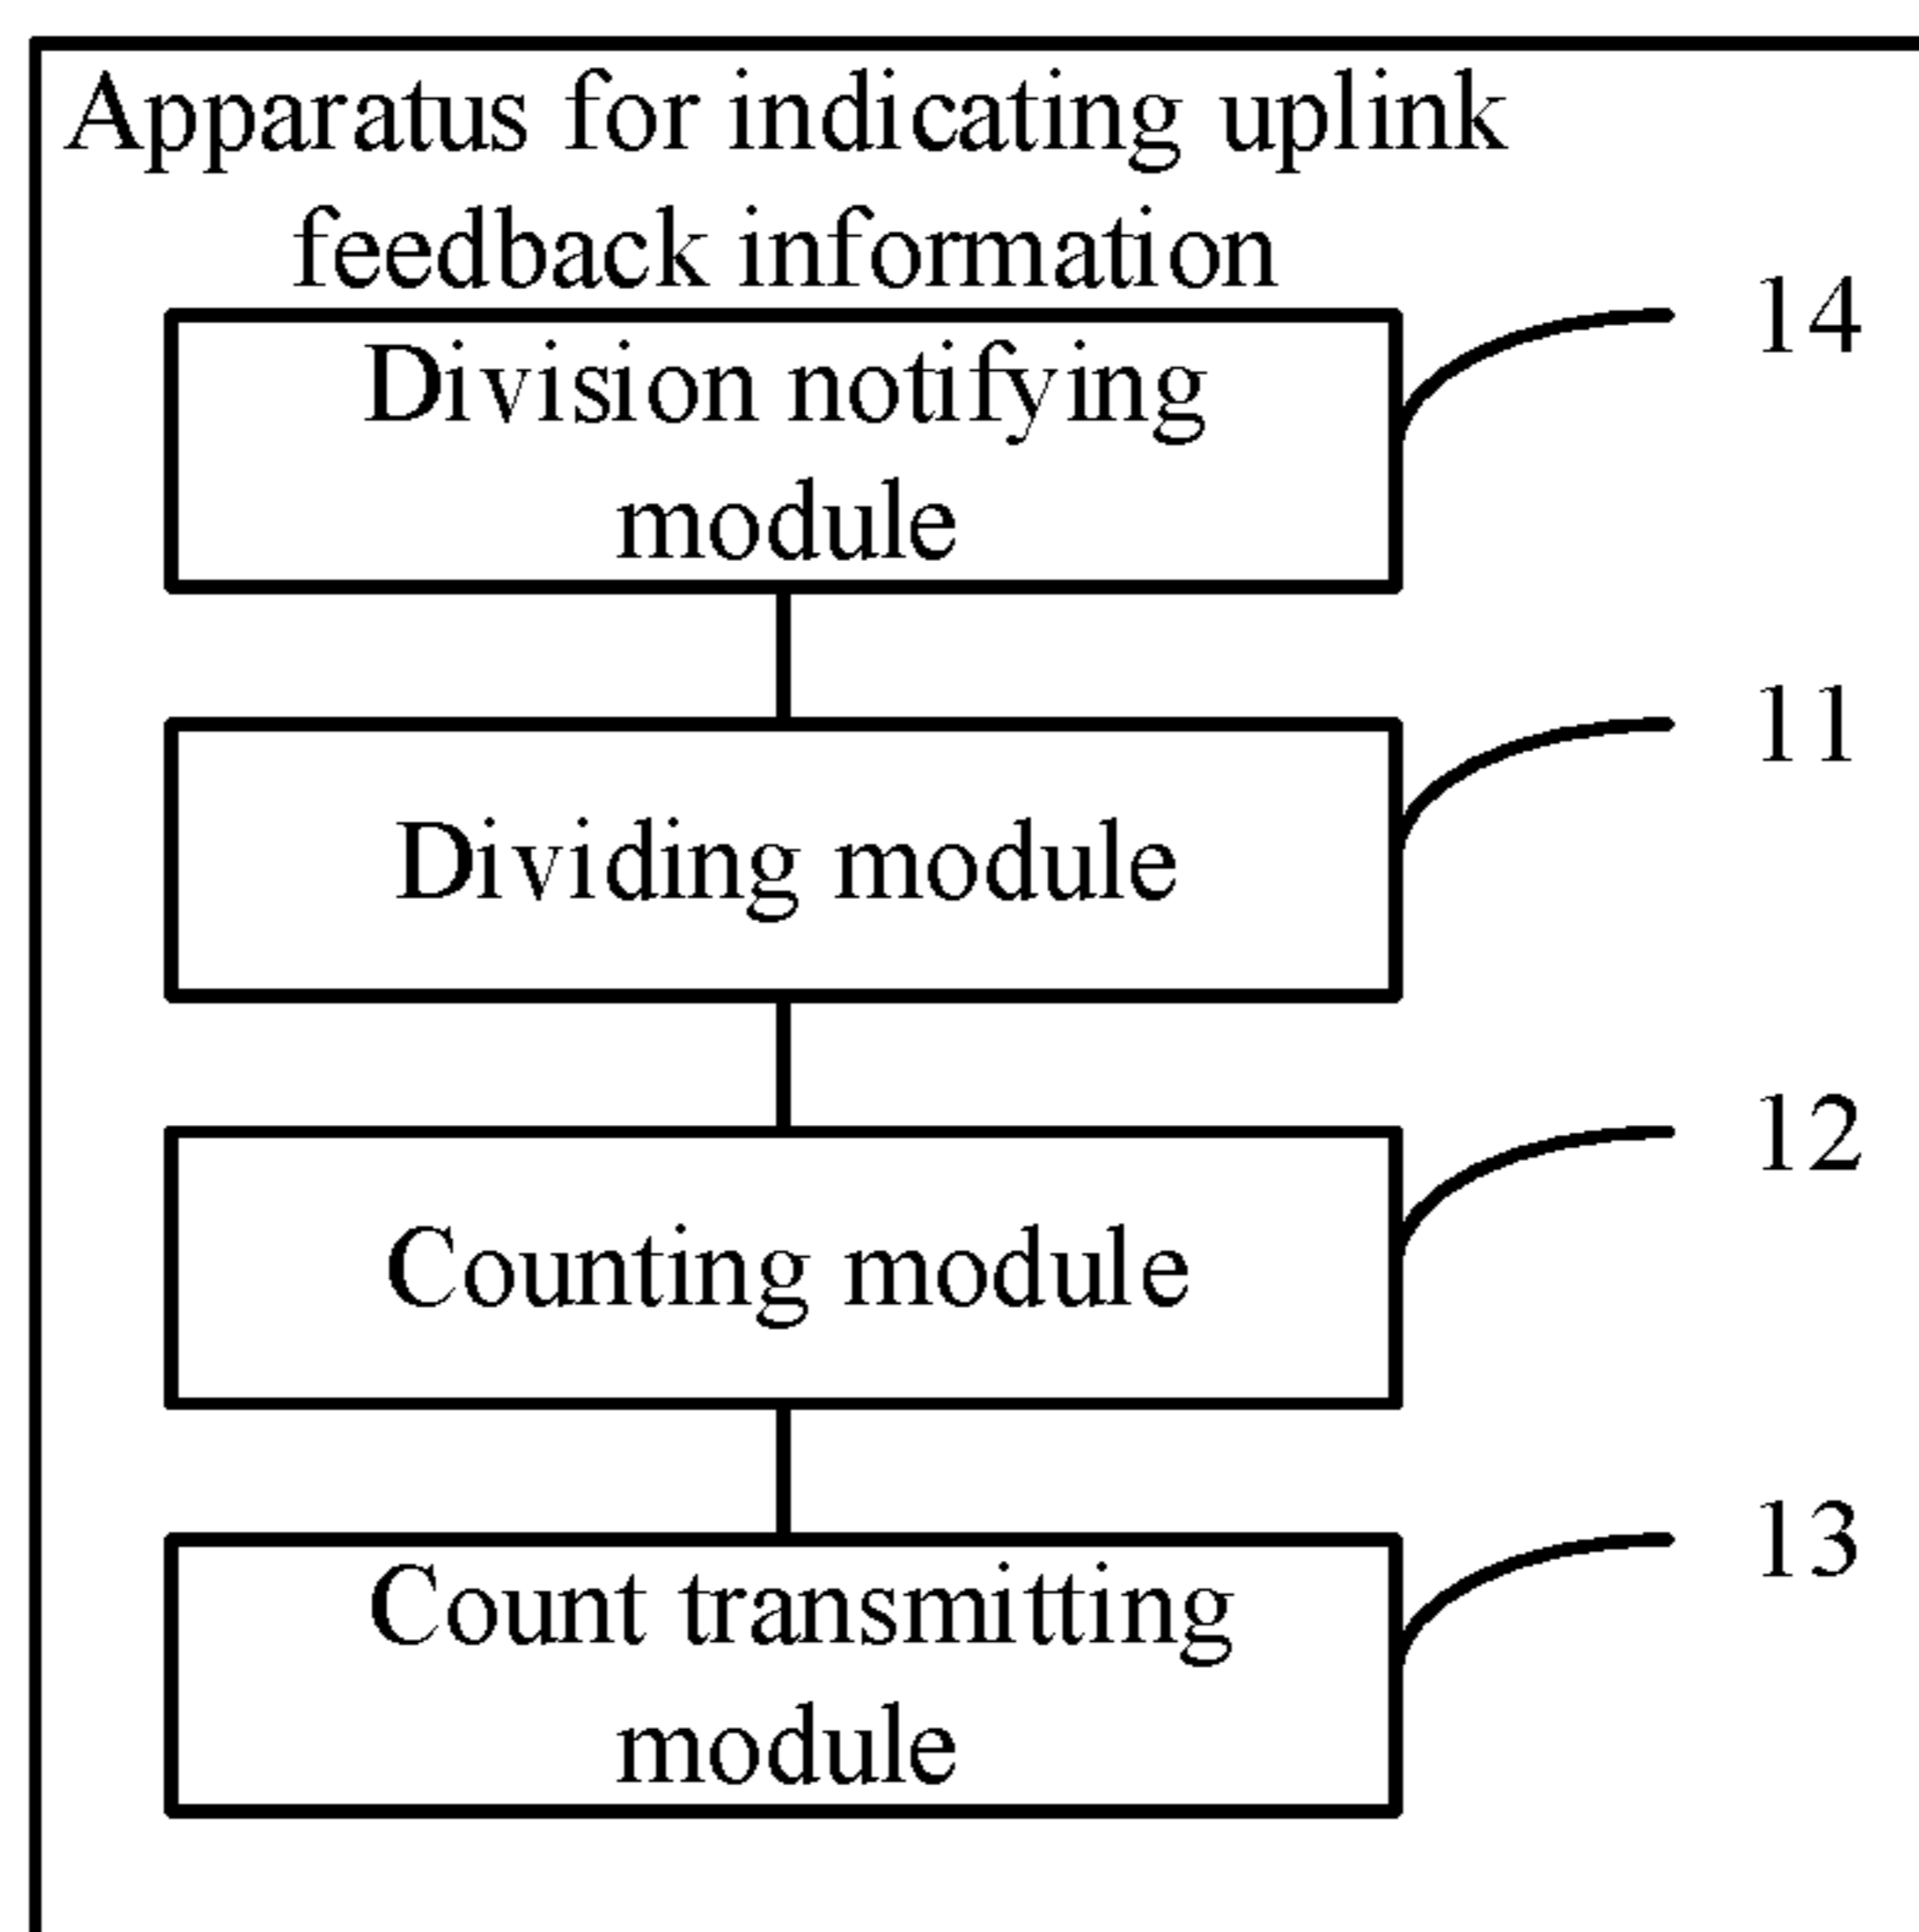 Apparatus for indicating uplink
feedback information
14
Division notifying
module
11
Dividing module
12
Counting module
13
Count transmitting
module